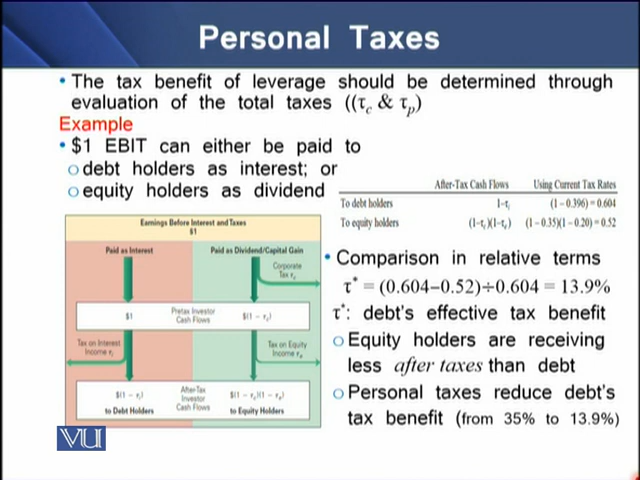 Personal Taxes
• The tax benefit of leverage should be determined through
evaluation of the total taxes ((τc & τp)
Example
• $1 EBIT can either be paid to
o debt holders as interest; or
o equity holders as dividend
After-Tax Cash Flows Using Current Tax Rates
To debt holders 1–τi (1 – 0.396) = 0.604
To equity holders (1–τc)(1–τe) (1 – 0.35)(1 – 0.20) = 0.52
Earnings Before Interest and Taxes
$1
Paid as Interest Paid as Dividend/Capital Gain
Corporate
Tax τc
$1 Pretax Investor
Cash Flows $(1 – τc)
Tax on Interest
Income τi
Tax on Equity
Income τe
$(1 – τi) After-Tax
Investor
Cash Flows $(1 – τc)(1 – τe)
to Debt Holders to Equity Holders
• Comparison in relative terms
τ* = (0.604–0.52)÷0.604 = 13.9%
τ*: debt's effective tax benefit
o Equity holders are receiving
less after taxes than debt
o Personal taxes reduce debt's
tax benefit (from 35% to 13.9%)
VU